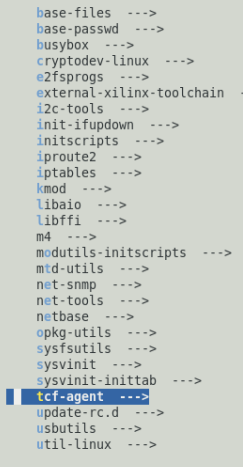 base-files  --->
base-passwd  --->
busybox  --->
cryptodev-linux  --->
e2fsprogs  --->
external-xilinx-toolchain  -
i2c-tools  --->
init-ifupdown  --->
initscripts  --->
iproute2  --->
iptables  --->
kmod  --->
libaio  --->
libffi  --->
m4  --->
modutils-initscripts  --->
mtd-utils  --->
net-snmp  --->
net-tools  --->
netbase  --->
opkg-utils  --->
sysfsutils  --->
sysvinit  --->
sysvinit-inittab  --->
tcf-agent  --->
update-rc.d  --->
usbutils  --->
util-linux  --->